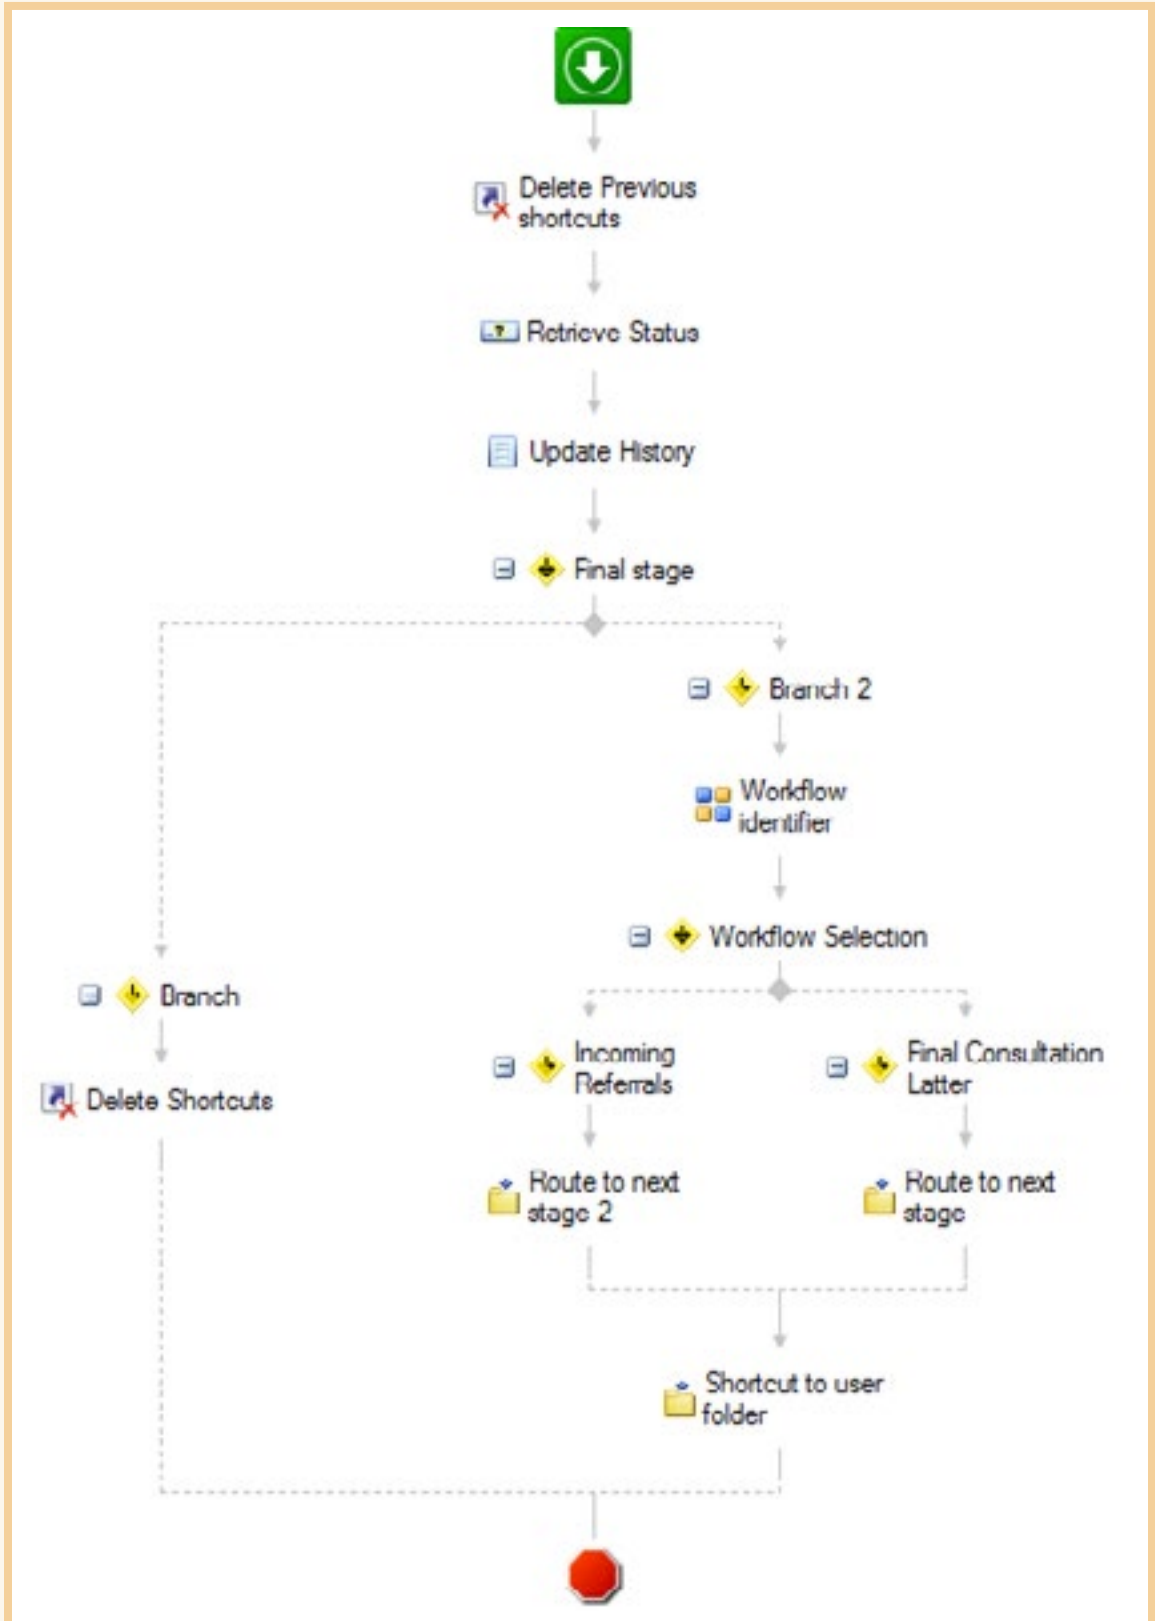 Delete Previous
shortcuts
Retrieve Status
Update History
Final stage
Branch 2
Workflow
identifier
Workflow Selection
Branch
Delete Shortcuts
Incoming
Referrals
Final Consultation
Latter
Route to next
stage 2
Route to next
stage
Shortcut to user
folder